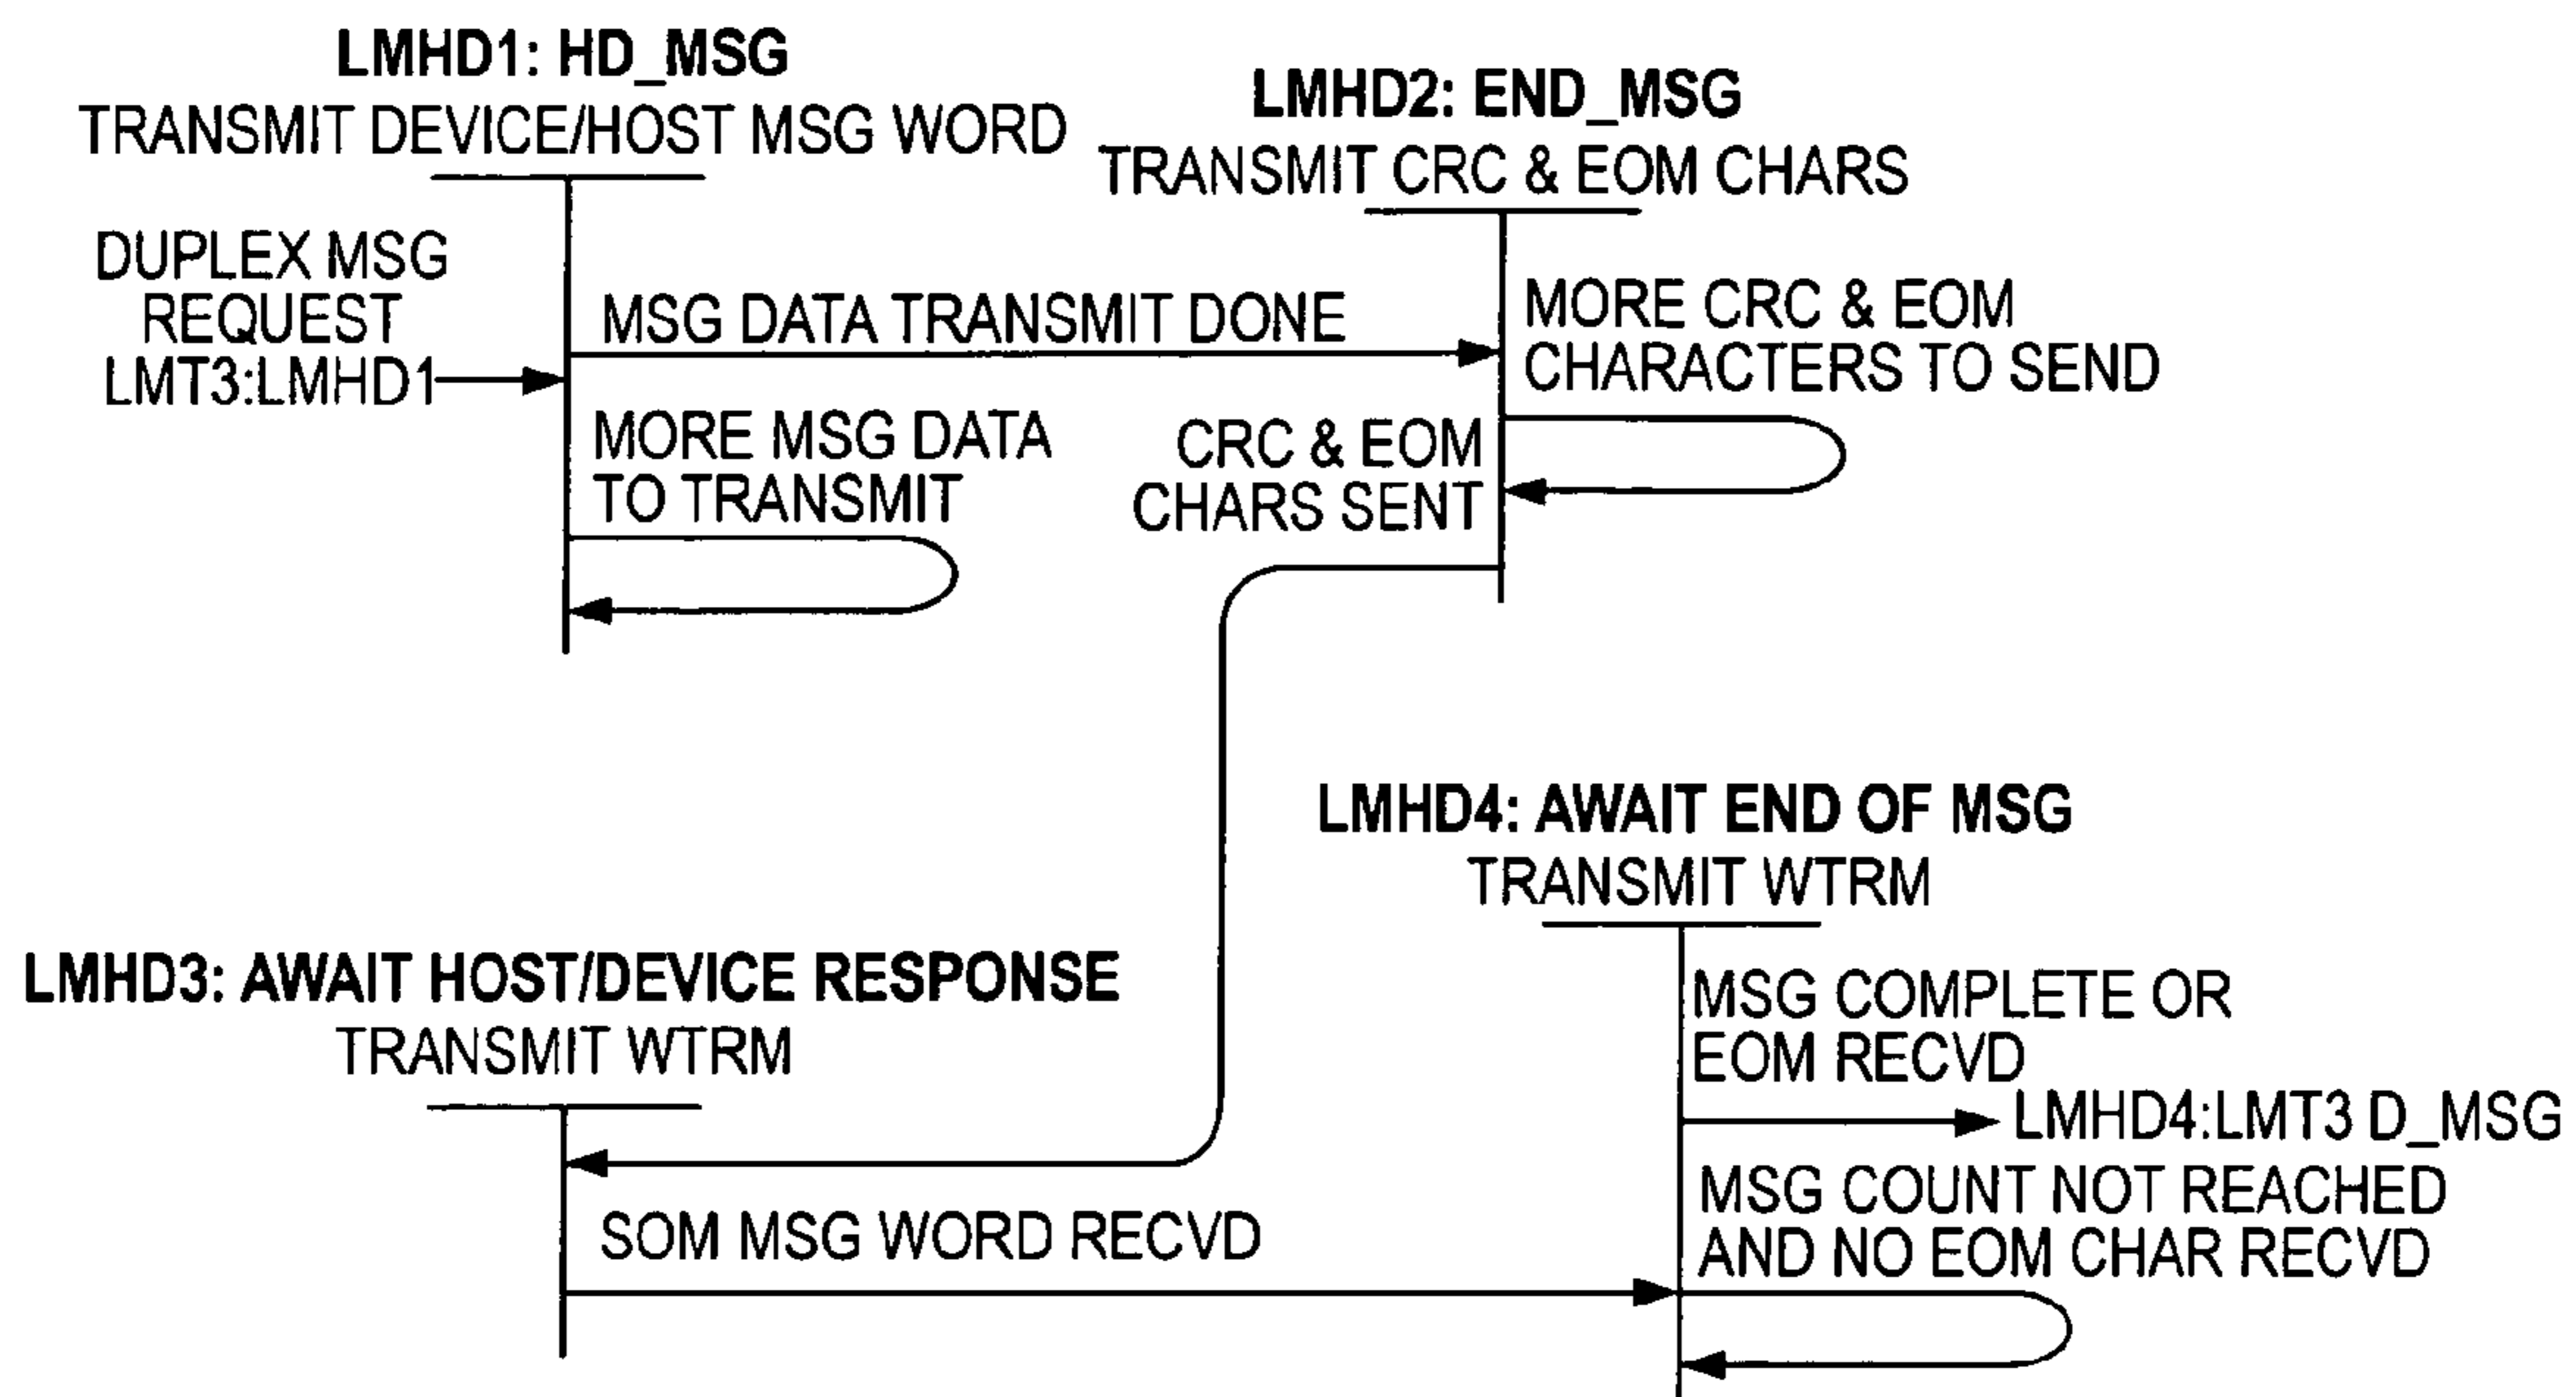 LMHD1: HD_MSG
TRANSMIT DEVICE/HOST MSG WORD
DUPLEX MSG
REQUEST
LMT3:LMHD1
MSG DATA TRANSMIT DONE
MORE MSG DATA
TO TRANSMIT
LMHD2: END_MSG
TRANSMIT CRC & EOM CHARS
MORE CRC & EOM
CHARACTERS TO SEND
CRC & EOM
CHARS SENT
LMHD3: AWAIT HOST/DEVICE RESPONSE
TRANSMIT WTRM
SOM MSG WORD RECVD
LMHD4: AWAIT END OF MSG
TRANSMIT WTRM
MSG COMPLETE OR
EOM RECVD
LMHD4:LMT3 D_MSG
MSG COUNT NOT REACHED
AND NO EOM CHAR RECVD